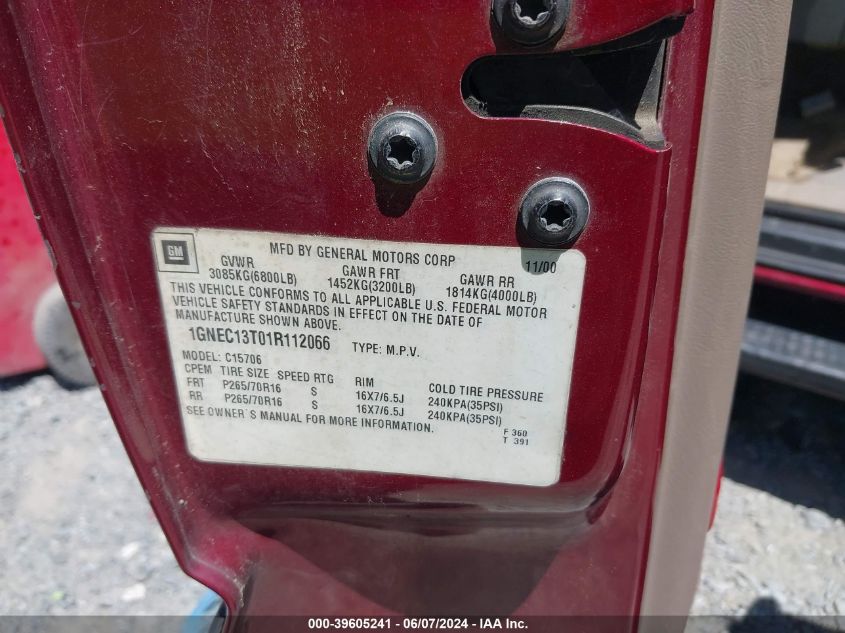 GM
MFD BY GENERAL MOTORS CORP 11/00
GVWR GAWR FRT GAWR RR
3085KG(6800LB) 1452KG(3200LB) 1814KG(4000LB)
THIS VEHICLE CONFORMS TO ALL APPLICABLE U.S. FEDERAL MOTOR
VEHICLE SAFETY STANDARDS IN EFFECT ON THE DATE OF
MANUFACTURE SHOWN ABOVE.
1GNEC13T01R112066 TYPE: M.P.V.
MODEL: C15706
CPEM TIRE SIZE SPEED RTG RIM COLD TIRE PRESSURE
FRT P265/70R16 S 16X7/6.5J 240KPA(35PSI)
RR P265/70R16 S 16X7/6.5J 240KPA(35PSI)
SEE OWNER'S MANUAL FOR MORE INFORMATION.
F 360
T 391
000-39605241 - 06/07/2024 - IAA Inc.